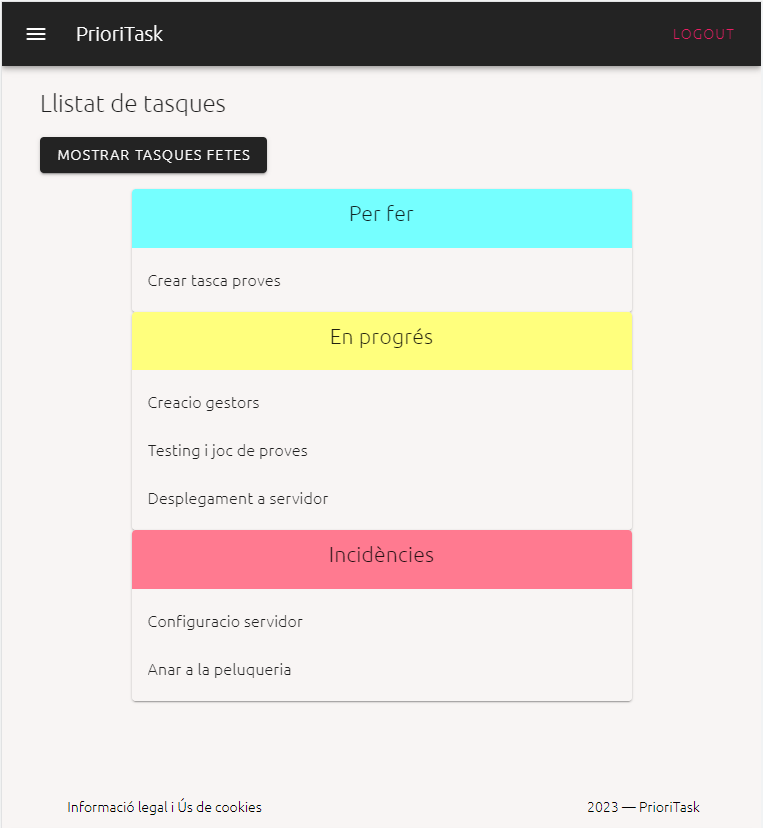 PrioriTask
LOGOUT
Llistat de tasques
MOSTRAR TASQUES FETES
Per fer
Crear tasca proves
En progrés
Creacio gestors
Testing i joc de proves
Desplegament a servidor
Incidències
Configuracio servidor
Anar a la peluqueria
Informació legal i Ús de cookies
2023 — PrioriTask